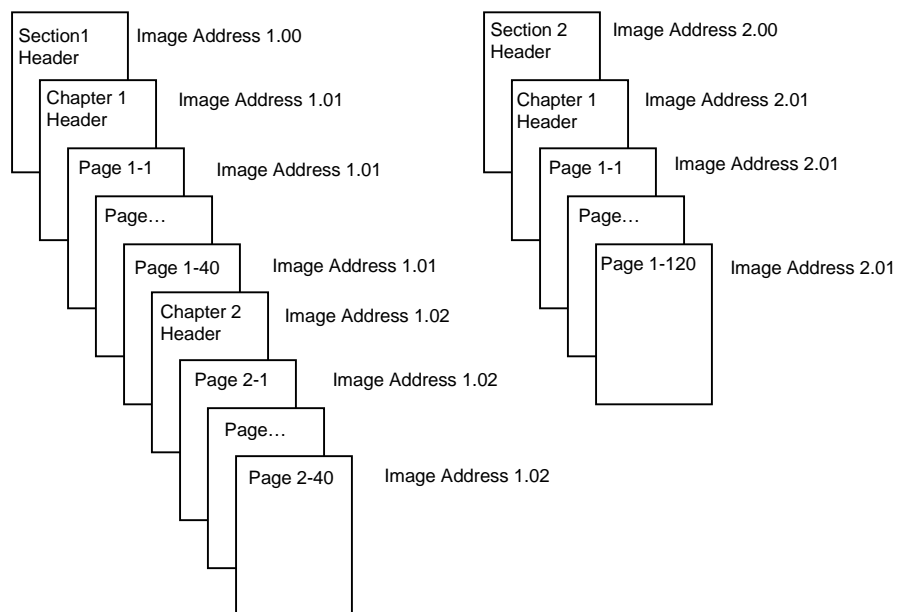 Section1
Header
Image Address 1.00
Chapter 1
Header
Image Address 1.01
Page 1-1
Image Address 1.01
Page…
Page 1-40
Image Address 1.01
Chapter 2
Header
Image Address 1.02
Page 2-1
Image Address 1.02
Page…
Page 2-40
Image Address 1.02
Section 2
Header
Image Address 2.00
Chapter 1
Header
Image Address 2.01
Page 1-1
Image Address 2.01
Page…
Page 1-120
Image Address 2.01